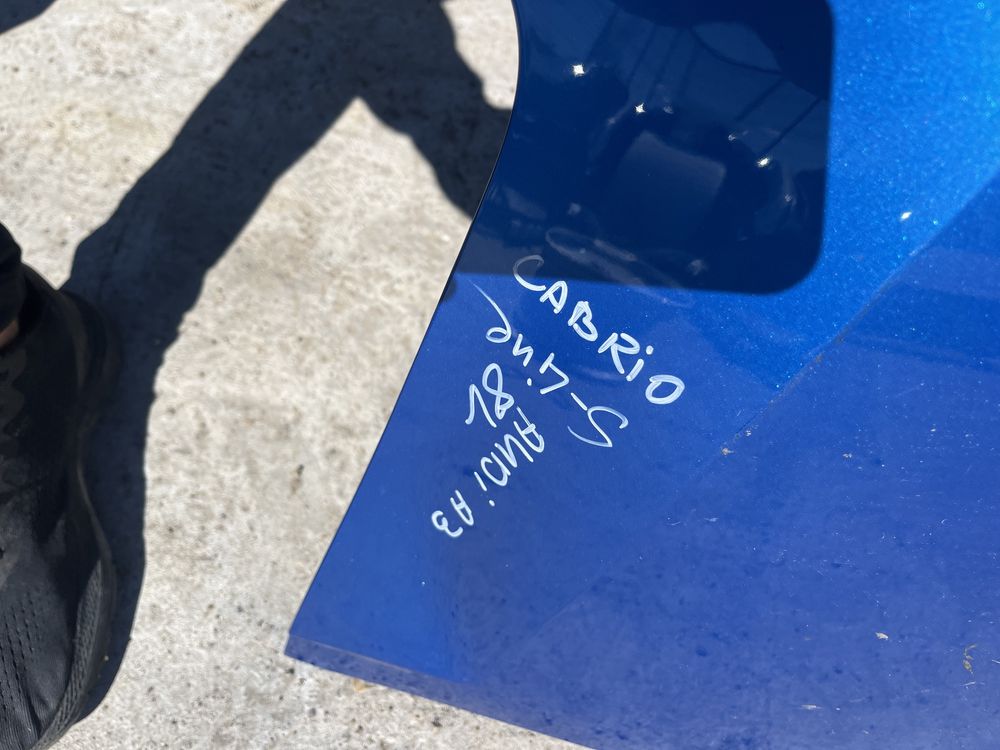 CABRiO
S-LiNE
18
AUDi A3